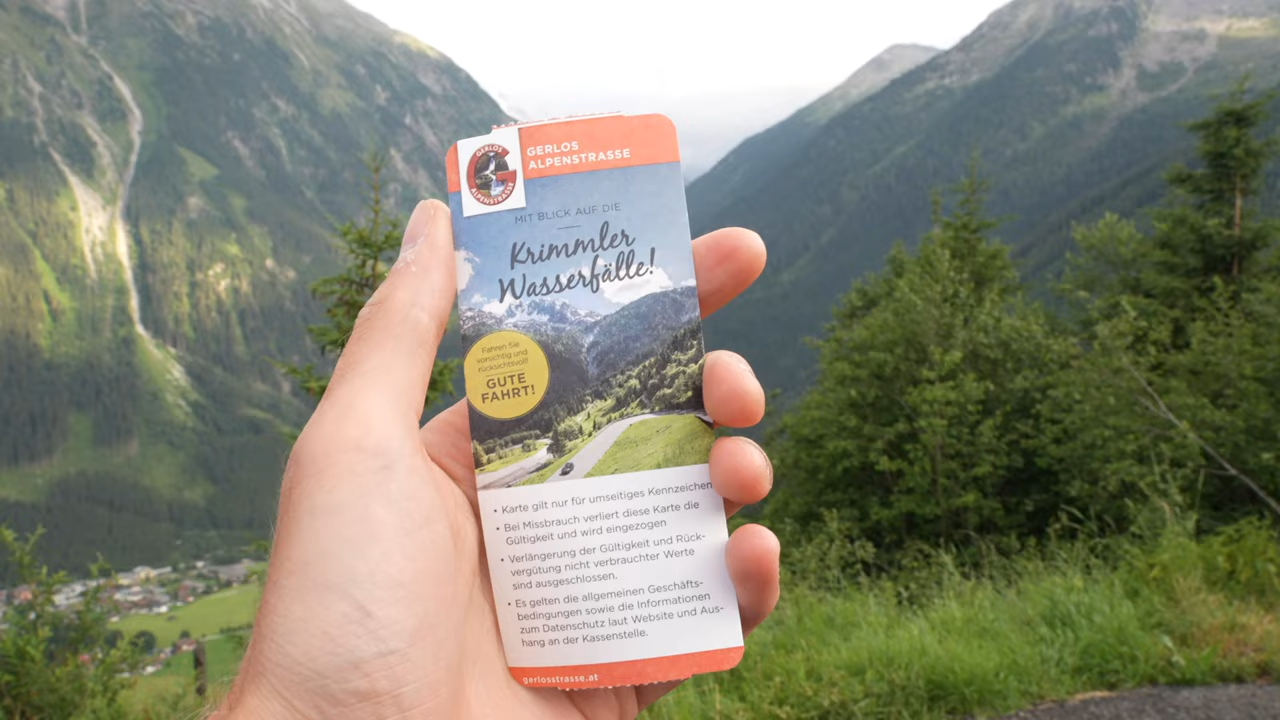 GERLOS
ALPENSTRASSE
GERLOS
ALPENSTRASSE
MIT BLICK AUF DIE
Krimmler
Wasserfälle!
Fahren Sie
vorsichtig und
rücksichtsvoll!
GUTE
FAHRT!
• Karte gilt nur für umseitiges Kennzeichen
• Bei Missbrauch verliert diese Karte die
Gültigkeit und wird eingezogen
• Verlängerung der Gültigkeit und Rück-
vergütung nicht verbrauchter Werte
sind ausgeschlossen.
• Es gelten die allgemeinen Geschäfts-
bedingungen sowie die Informationen
zum Datenschutz laut Website und Aus-
hang an der Kassenstelle.
gerlosstrasse.at